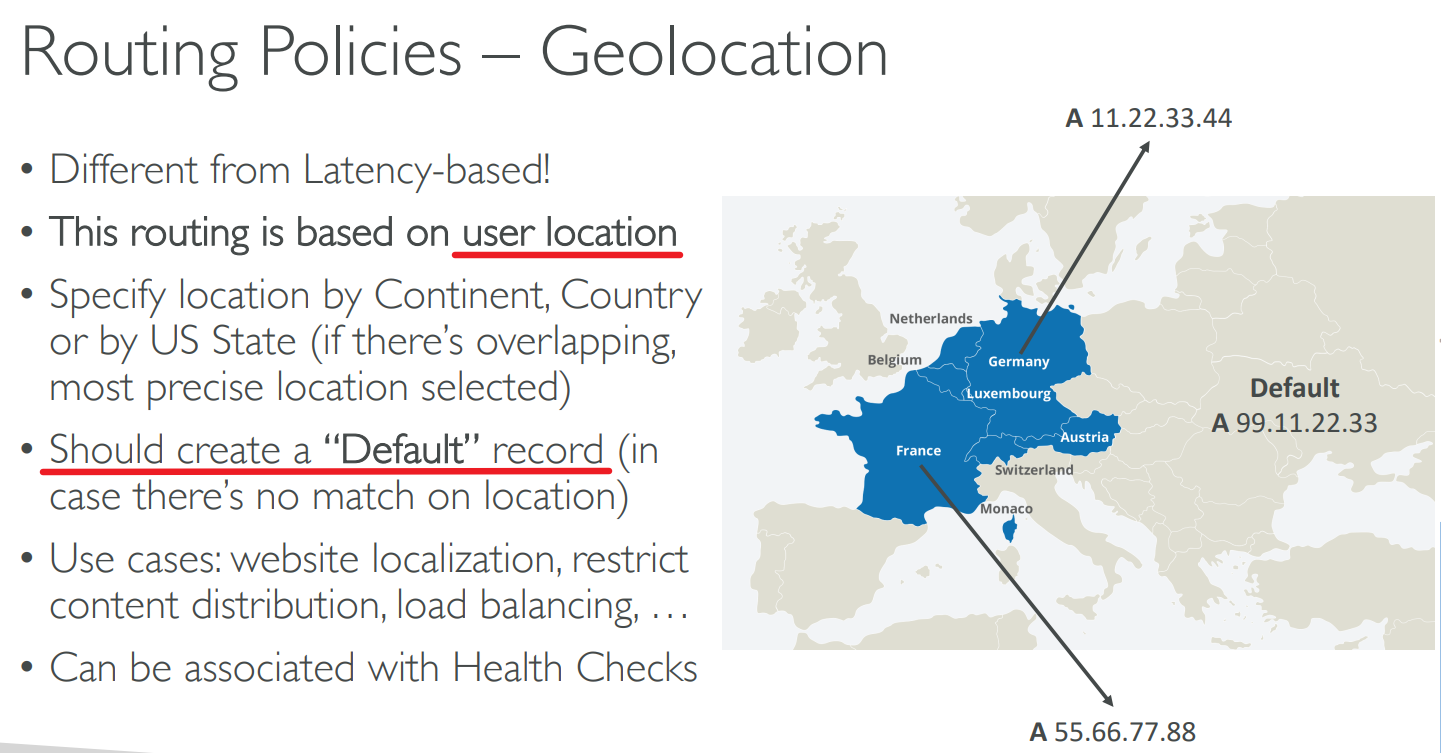 Routing Policies – Geolocation
• Different from Latency-based!
• This routing is based on user location
• Specify location by Continent, Country
or by US State (if there's overlapping,
most precise location selected)
• Should create a “Default” record (in
case there's no match on location)
• Use cases: website localization, restrict
content distribution, load balancing, …
• Can be associated with Health Checks
A 11.22.33.44
Netherlands
Belgium
Germany
Luxembourg
Default
A 99.11.22.33
Austria
France
Switzerland
Monaco
A 55.66.77.88